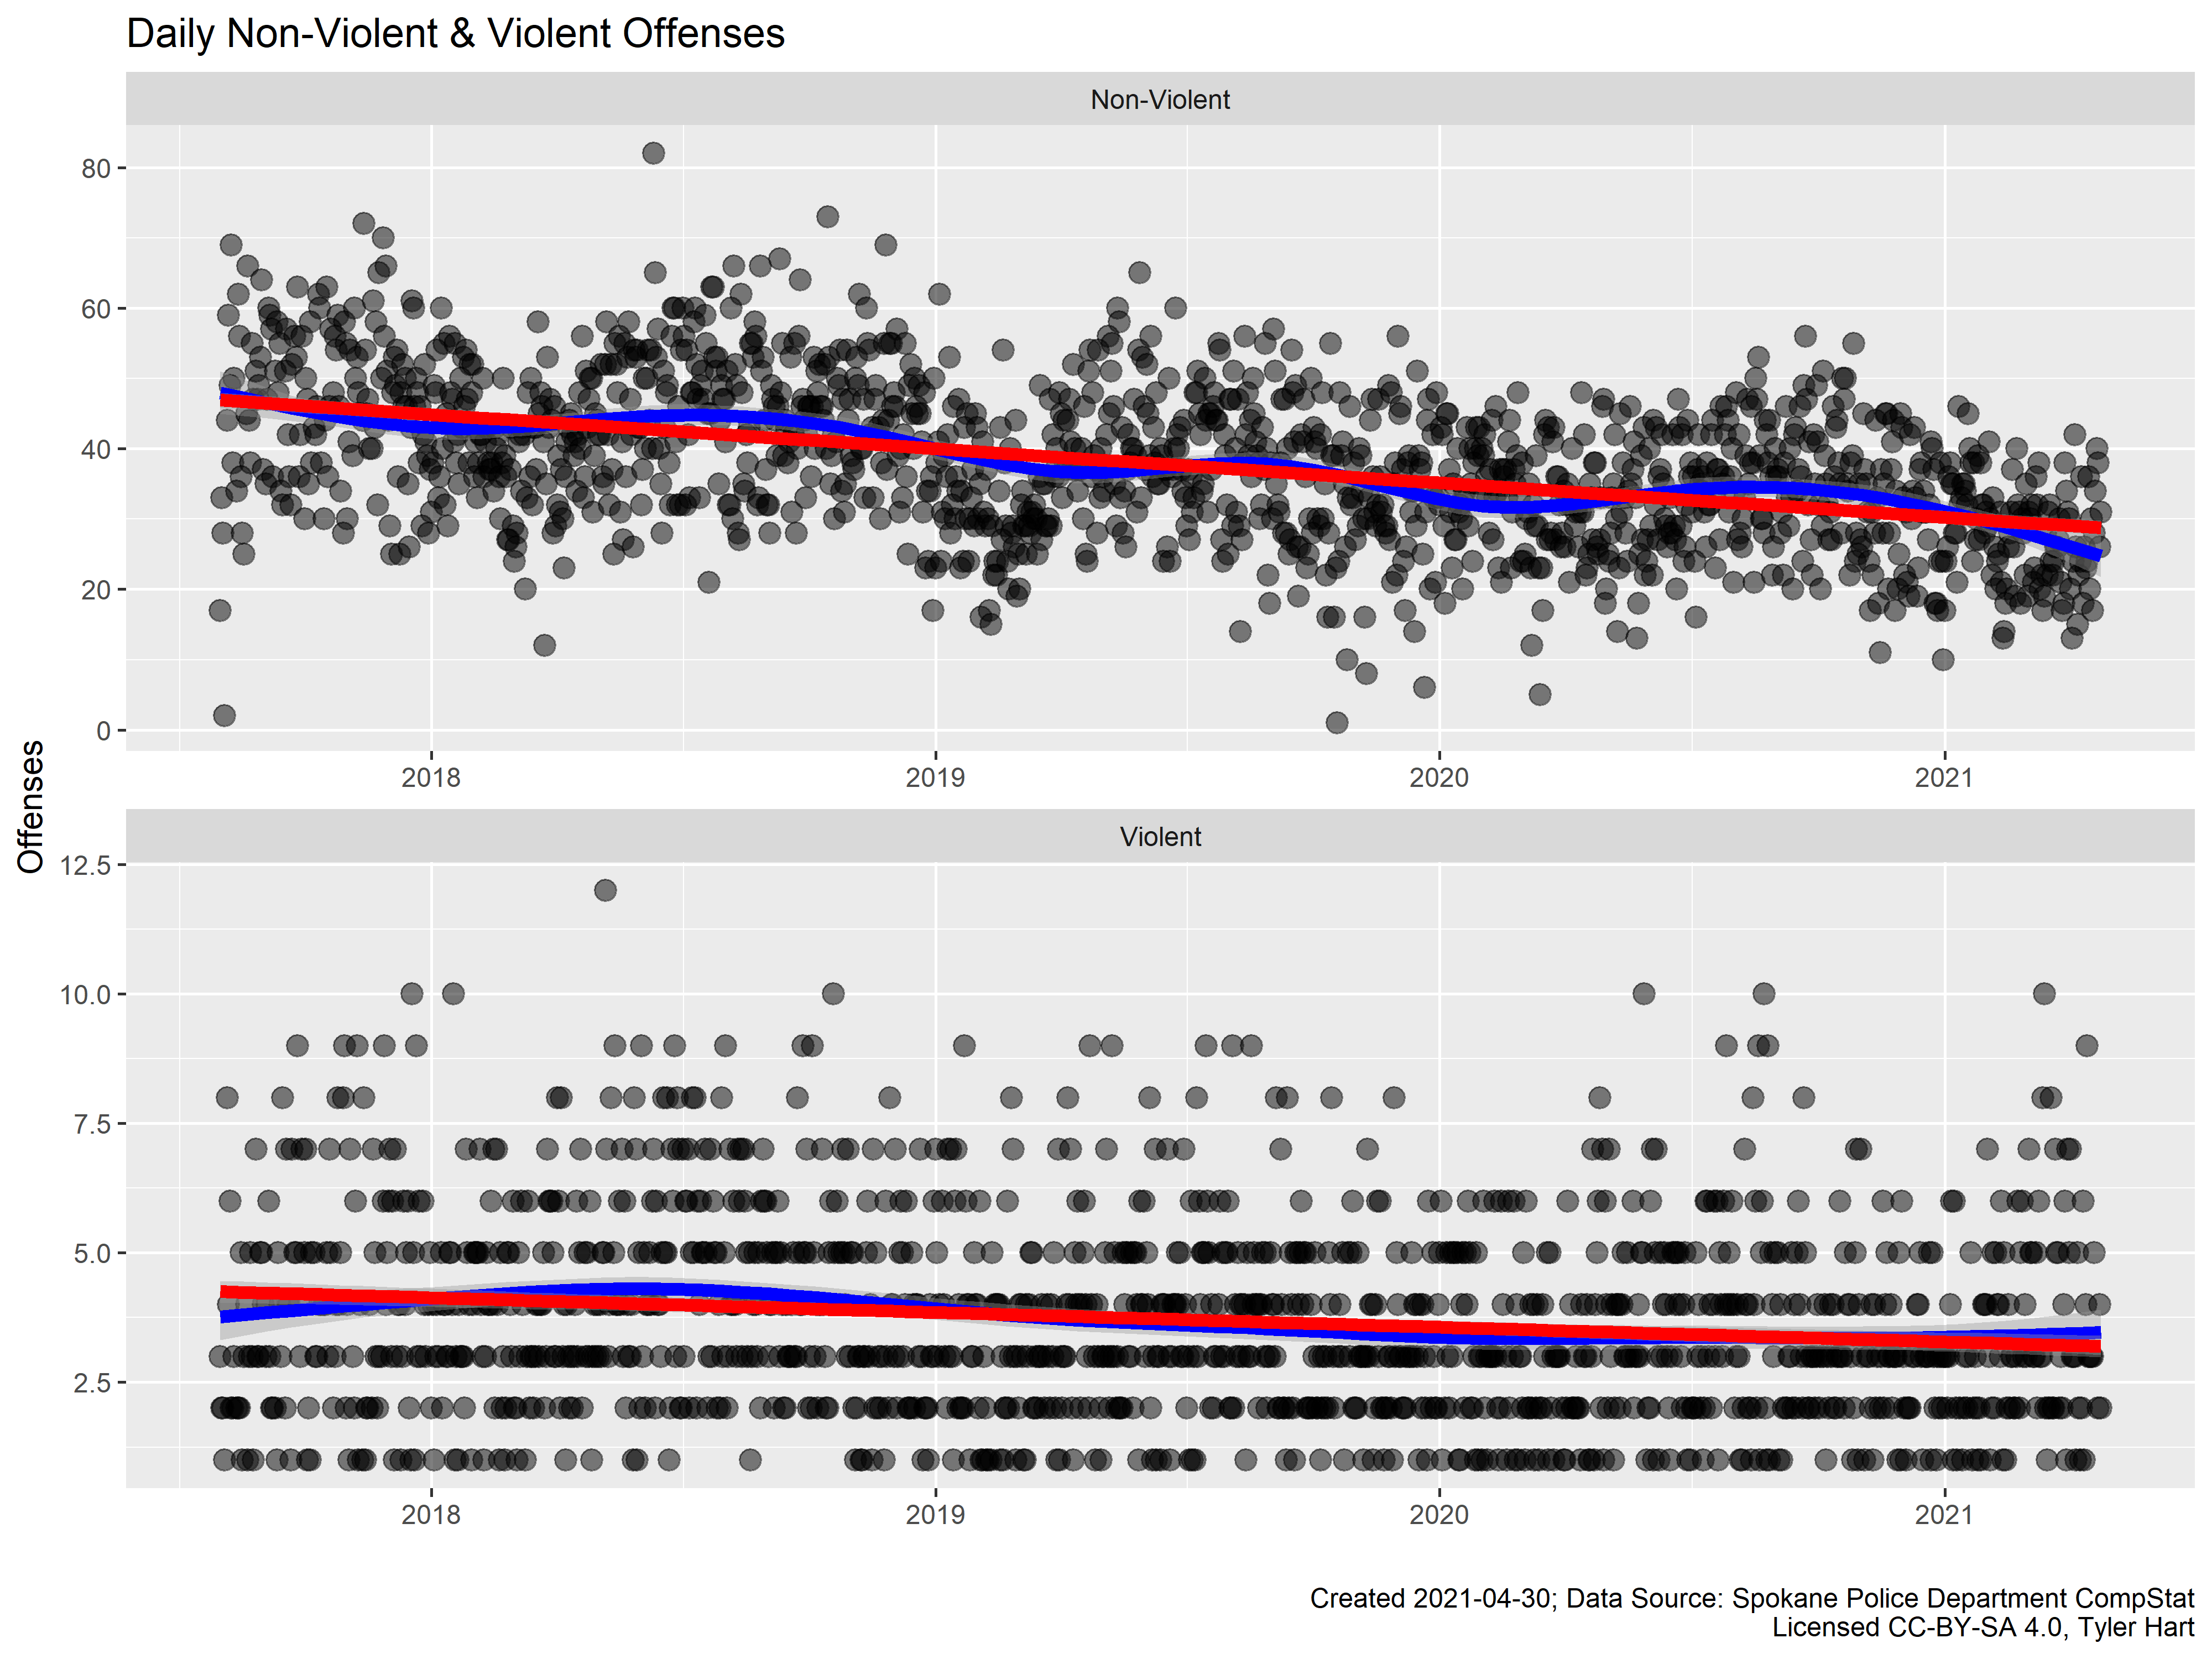 Daily Non-Violent & Violent Offenses
Non-Violent
80
60
40
20
0
2018 2019 2020 2021
Offenses
Violent
12.5
10.0
7.5
5.0
2.5
2018 2019 2020 2021
Created 2021-04-30; Data Source: Spokane Police Department CompStat
Licensed CC-BY-SA 4.0, Tyler Hart